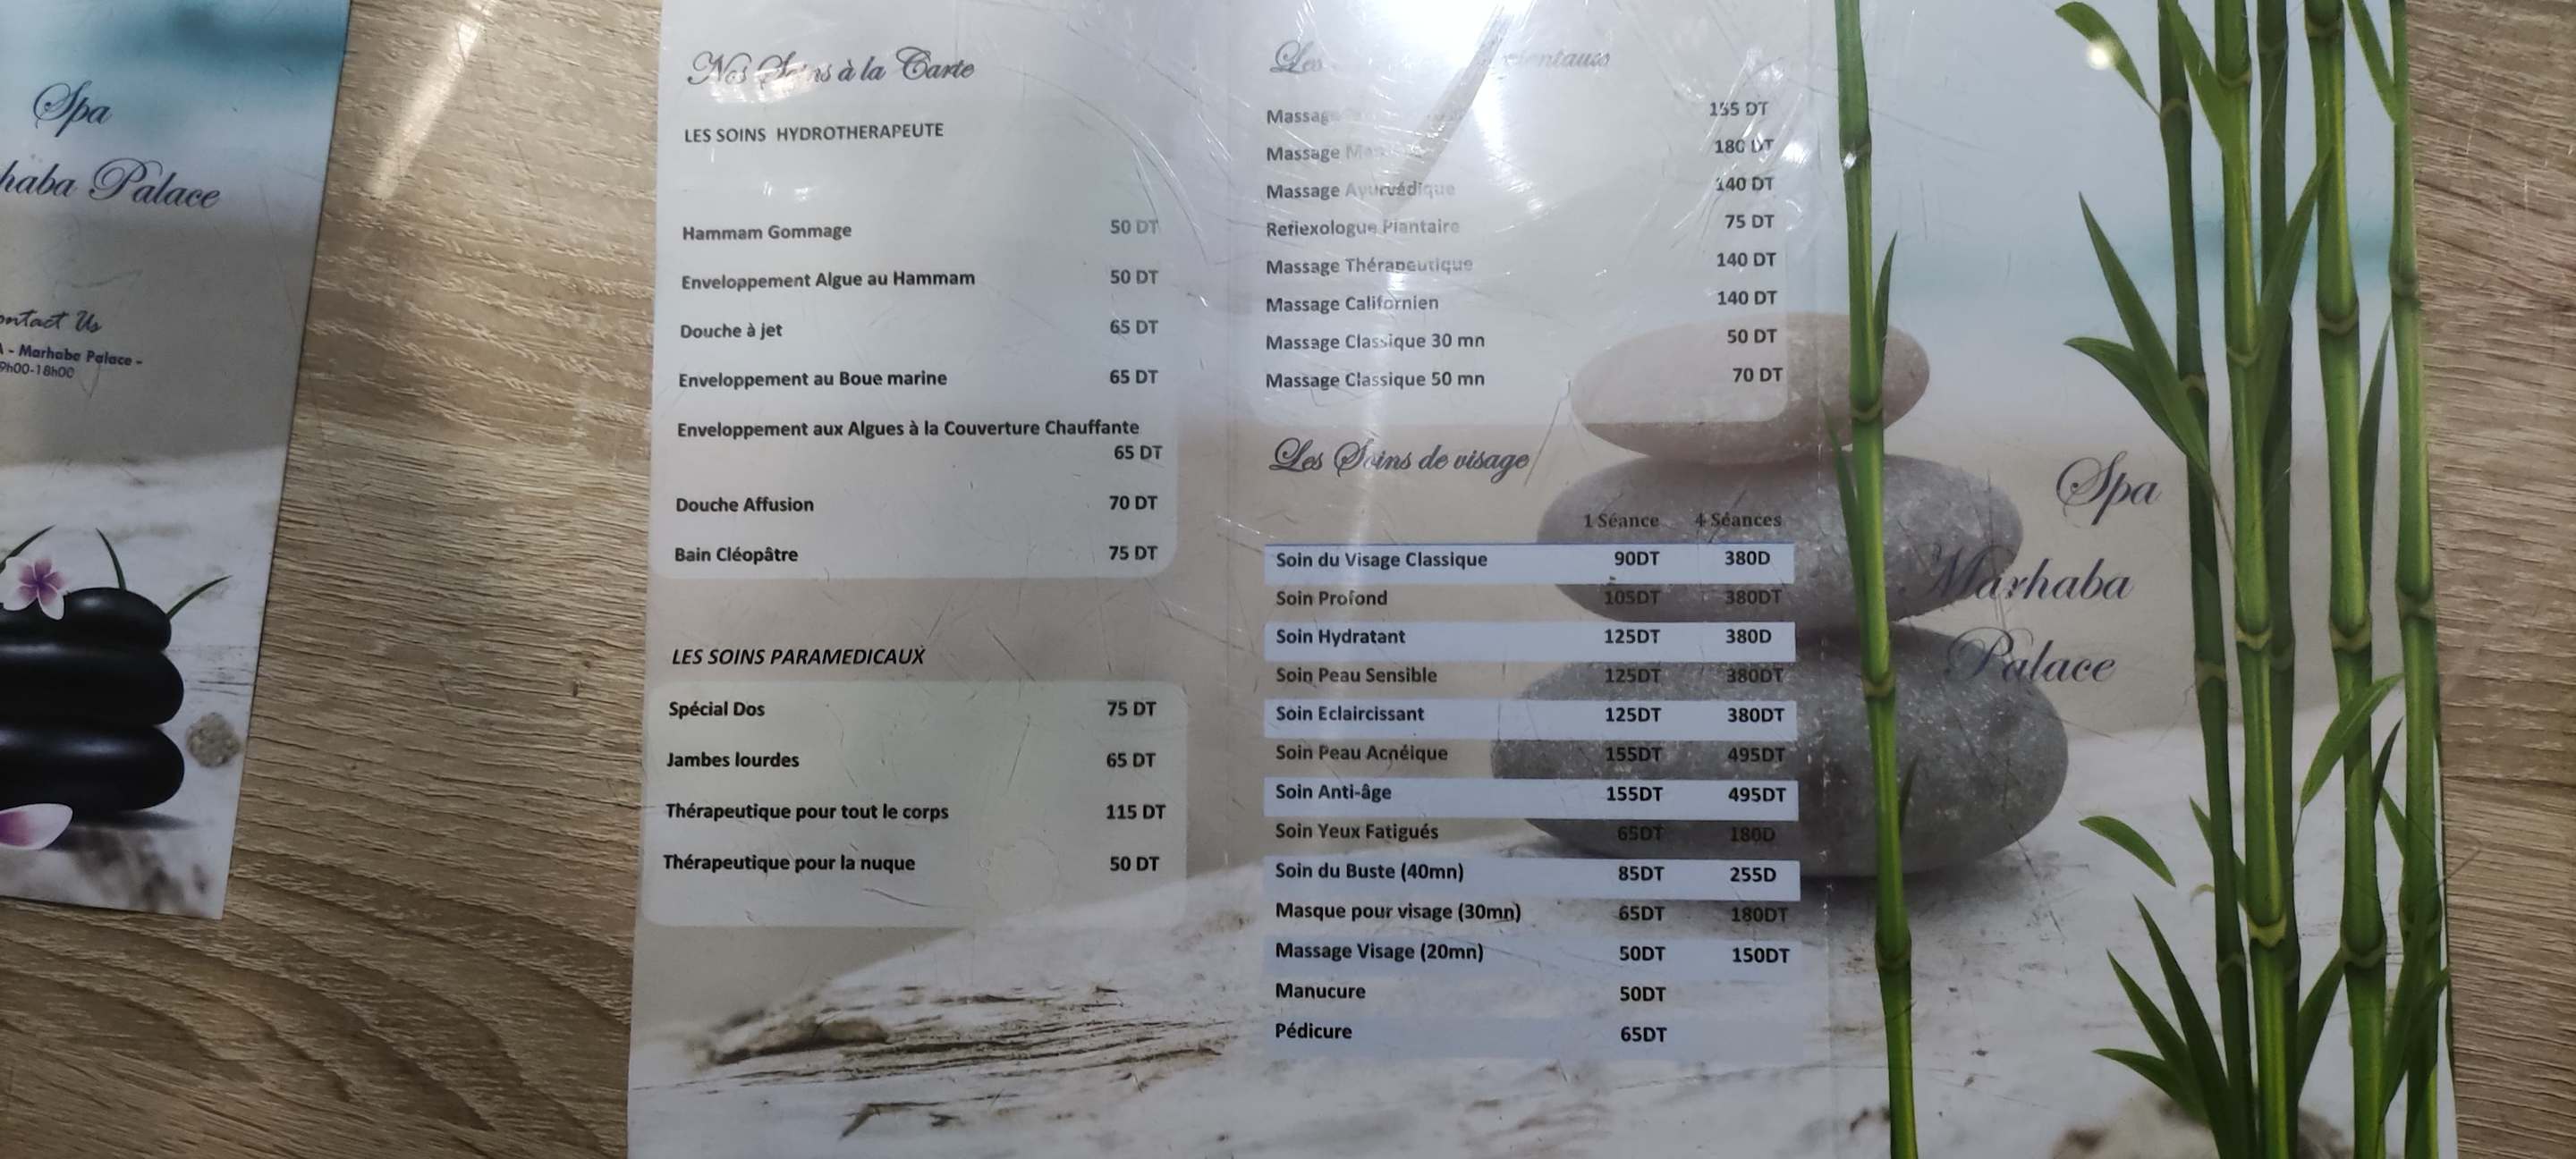 Spa
haba Palace
ontact Us
- Marhaba Palace -
9h00-18h00
Nos Soins à la Carte
LES SOINS HYDROTHERAPEUTE
Hammam Gommage 50 DT
Enveloppement Algue au Hammam 50 DT
Douche à jet 65 DT
Enveloppement au Boue marine 65 DT
Enveloppement aux Algues à la Couverture Chauffante
65 DT
Douche Affusion 70 DT
Bain Cléopâtre 75 DT
LES SOINS PARAMEDICAUX
Spécial Dos 75 DT
Jambes lourdes 65 DT
Thérapeutique pour tout le corps 115 DT
Thérapeutique pour la nuque 50 DT
Les
Massage DT
Massage 180 DT
Massage Ayurvédique 140 DT
Reflexologue Plantaire 75 DT
Massage Thérapeutique 140 DT
Massage Californien 140 DT
Massage Classique 30 mn 50 DT
Massage Classique 50 mn 70 DT
Les Soins de visage
1 Séance 4 Séances
Soin du Visage Classique 90DT 380D
Soin Profond 105DT 380DT
Soin Hydratant 125DT 380D
Soin Peau Sensible 125DT 380DT
Soin Eclaircissant 125DT 380DT
Soin Peau Acnéique 155DT 495DT
Soin Anti-âge 155DT 495DT
Soin Yeux Fatigués 65DT 180D
Soin du Buste (40mn) 85DT 255D
Masque pour visage (30mn) 65DT 180DT
Massage Visage (20mn) 50DT 150DT
Manucure 50DT
Pédicure 65DT
Spa
Marhaba
Palace